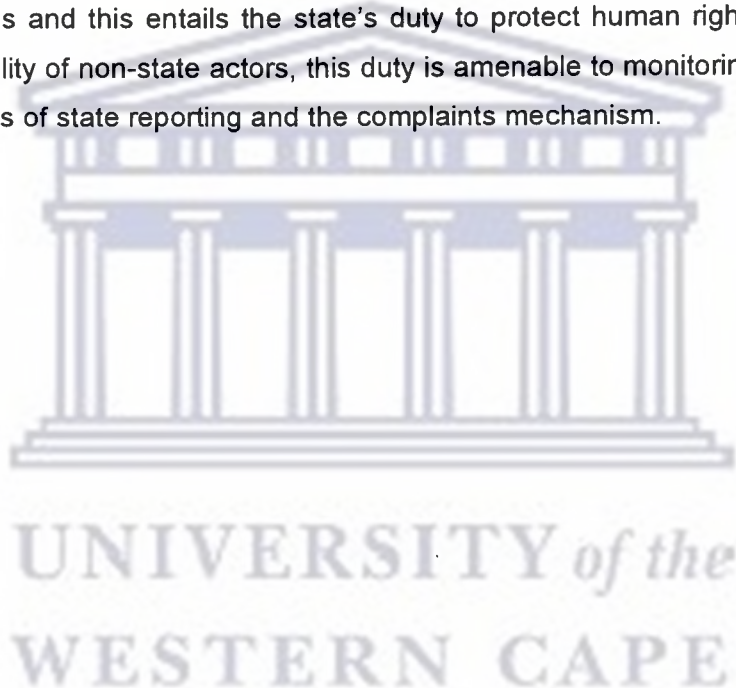 s and this entails the state's duty to protect human righ
lity of non-state actors, this duty is amenable to monitorin
s of state reporting and the complaints mechanism.
UNIVERSITY of the
WESTERN CAPE